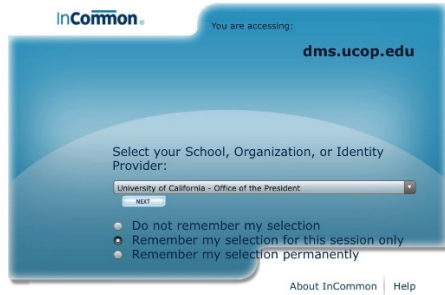 InCommon®
You are accessing:
dms.ucop.edu
Select your School, Organization, or Identity
Provider:
University of California - Office of the President
NEXT
Do not remember my selection
Remember my selection for this session only
Remember my selection permanently
About InCommon | Help